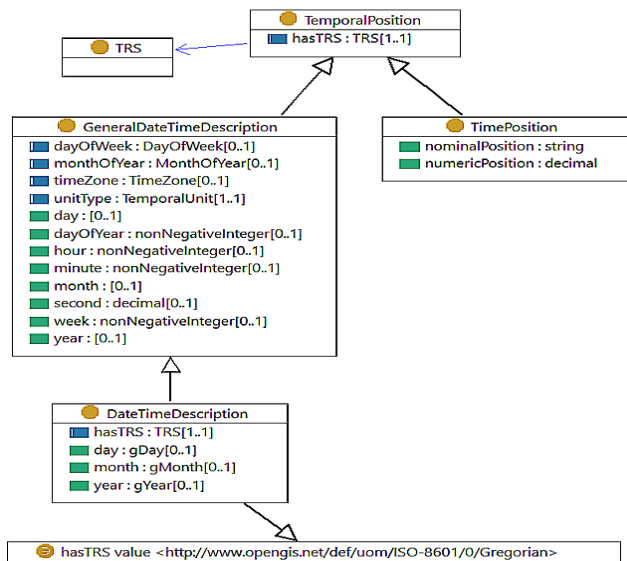 TemporalPosition
hasTRS : TRS[1..1]
TRS
GeneralDateTimeDescription
dayOfWeek : DayOfWeek[0..1]
monthOfYear : MonthOfYear[0..1]
timeZone : TimeZone[0..1]
unitType : TemporalUnit[1..1]
day : [0..1]
dayOfYear : nonNegativeInteger[0..1]
hour : nonNegativeInteger[0..1]
minute : nonNegativeInteger[0..1]
month : [0..1]
second : decimal[0..1]
week : nonNegativeInteger[0..1]
year : [0..1]
TimePosition
nominalPosition : string
numericPosition : decimal
DateTimeDescription
hasTRS : TRS[1..1]
day : gDay[0..1]
month : gMonth[0..1]
year : gYear[0..1]
hasTRS value <http://www.opengis.net/def/uom/ISO-8601/0/Gregorian>